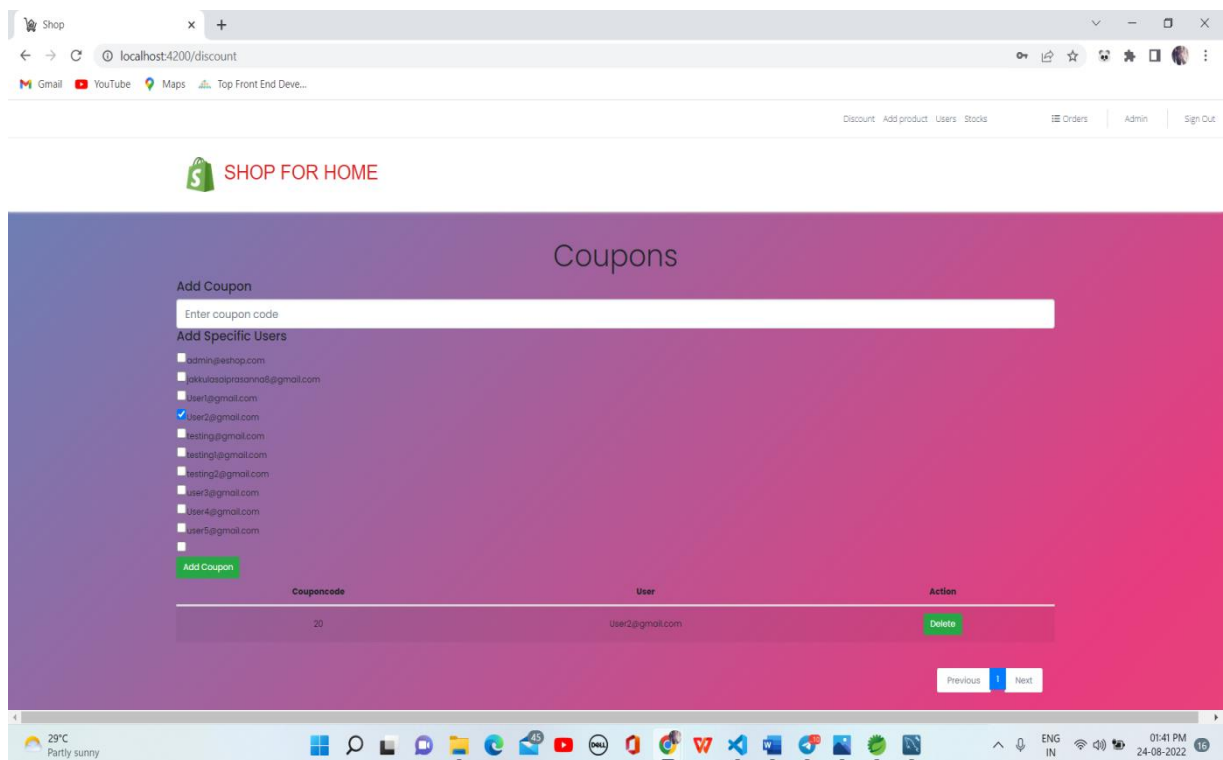 Shop
localhost:4200/discount
Gmail YouTube Maps Top Front End Deve...
Discount Add product Users Stocks Orders Admin Sign Out
SHOP FOR HOME
Coupons
Add Coupon
Enter coupon code
Add Specific Users
admin@eshop.com
jakkulasaiprasanna8@gmail.com
User1@gmail.com
User2@gmail.com
testing@gmail.com
testing1@gmail.com
testing2@gmail.com
user3@gmail.com
User4@gmail.com
user5@gmail.com
Add Coupon
Couponcode User Action
20 User2@gmail.com Delete
Previous 1 Next
29°C
Partly sunny
45
DELL
ENG
IN
01:41 PM
24-08-2022
16